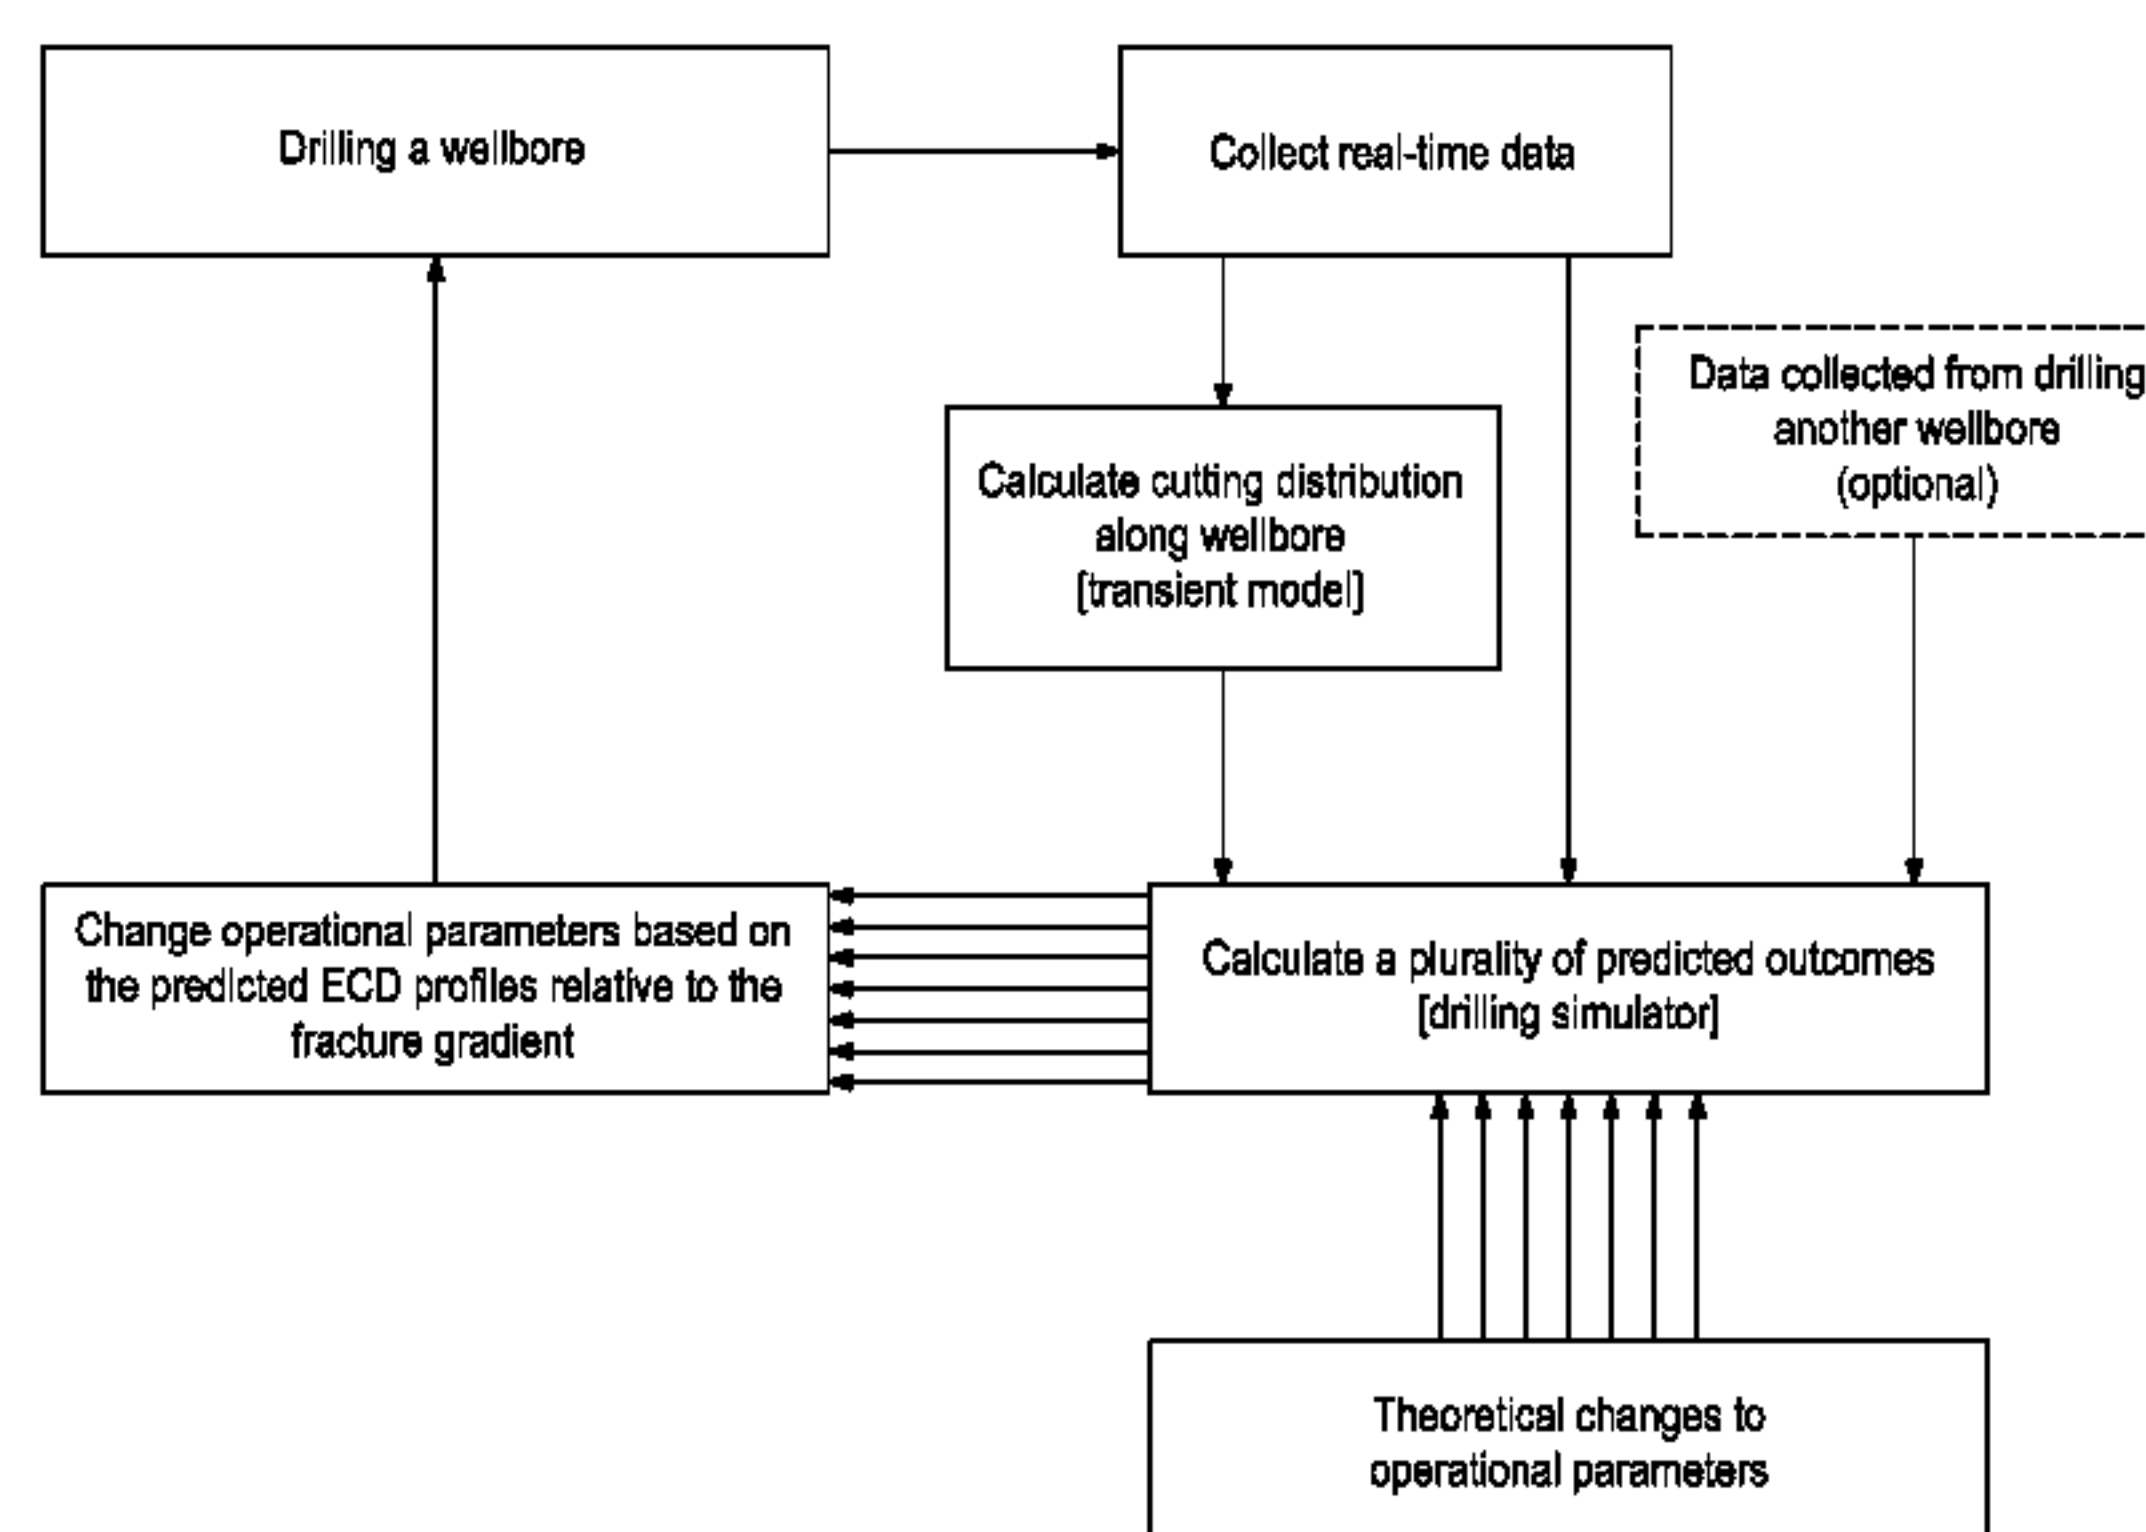 Drilling a wellbore
Collect real-time data
Data collected from drilling
another wellbore
(optional)
Calculate cutting distribution
along wellbore
[transient model]
Change operational parameters based on
the predicted ECD profiles relative to the
fracture gradient
Calculate a plurality of predicted outcomes
[drilling simulator]
Theoretical changes to
operational parameters